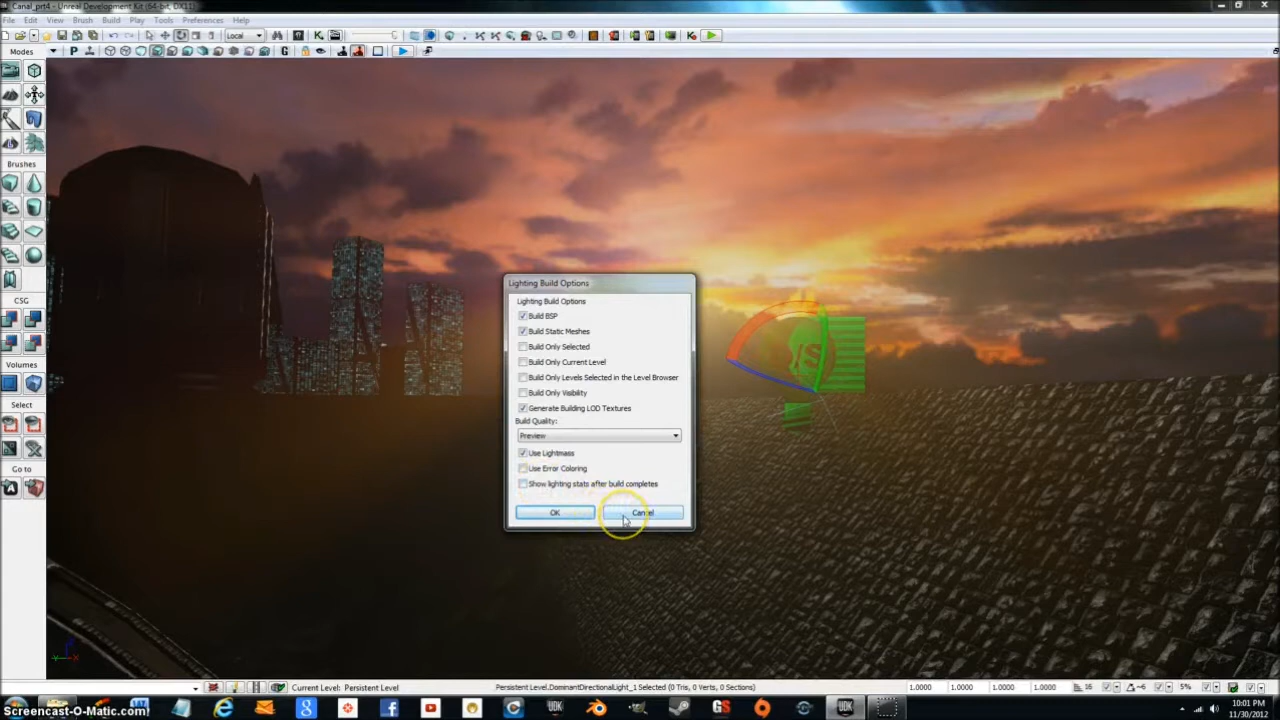 Canal_prt4 - Unreal Development Kit (64-bit, DX11)
File Edit View Brush Build Play Tools Preferences Help
Local
Modes
Brushes
CSG
Volumes
Select
Go to
Lighting Build Options
Lighting Build Options
Build BSP
Build Static Meshes
Build Only Selected
Build Only Current Level
Build Only Levels Selected in the Level Browser
Build Only Visibility
Generate Building LOD Textures
Build Quality:
Preview
Use Lightmass
Use Error Coloring
Show lighting stats after build completes
OK Cancel
Current Level: Persistent Level
Persistent Level.DominantDirectionalLight_1 Selected (0 Tris, 0 Verts, 0 Sections)
1.0000 1.0000 1.0000 1.0000 16 ~6 5%
Screencast-O-Matic.com
10:01 PM
11/30/2012